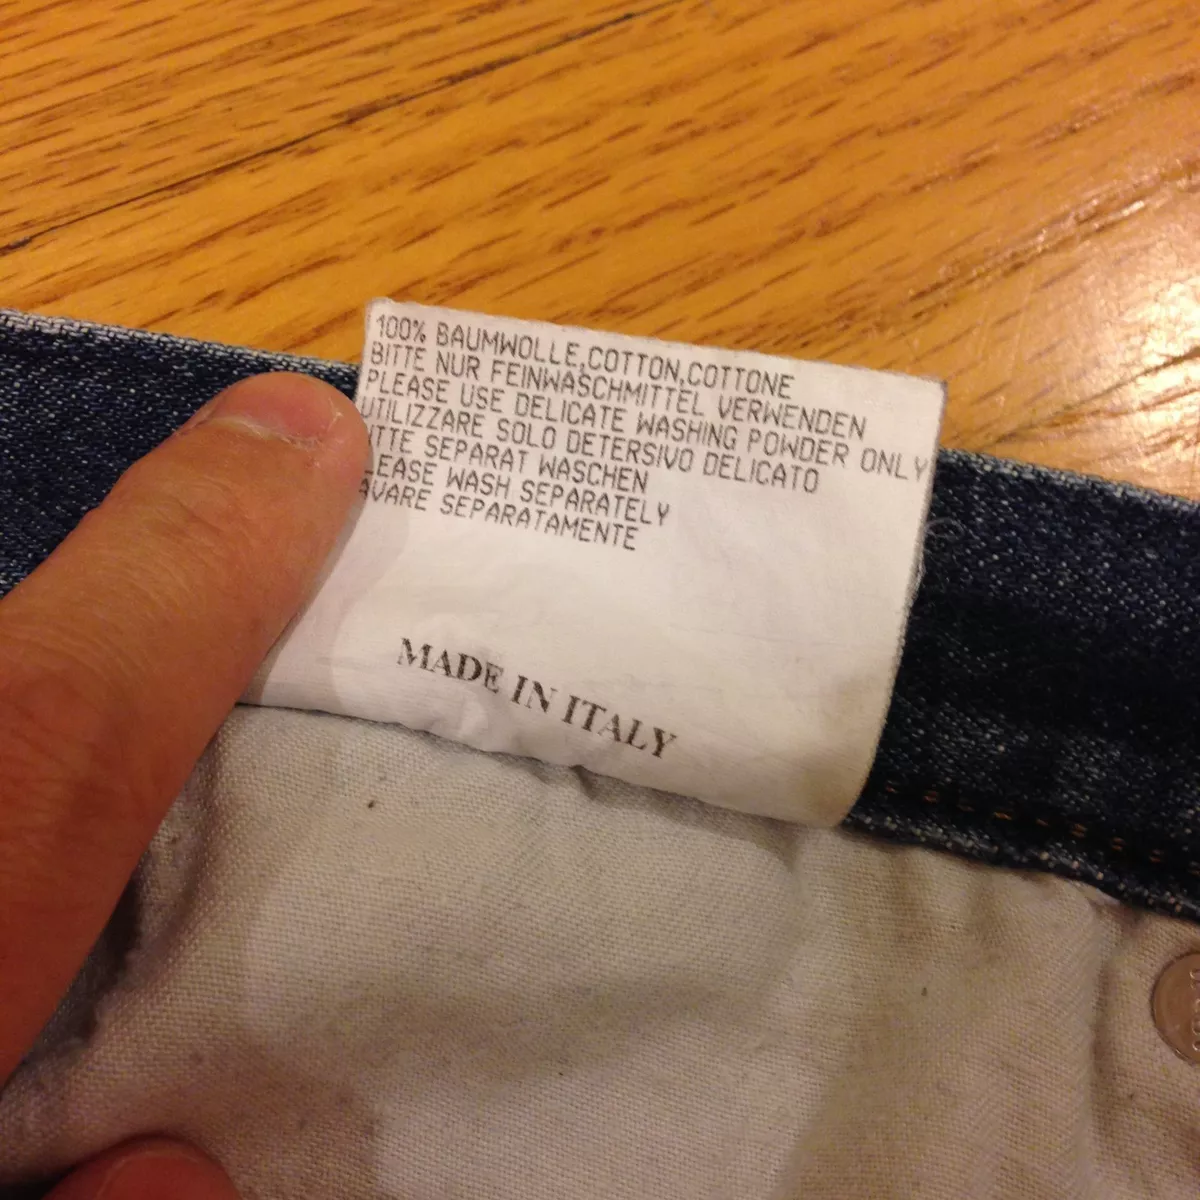 100% BAUMWOLLE,COTTON,COTTONE
BITTE NUR FEINWASCHMITTEL VERWENDEN
PLEASE USE DELICATE WASHING POWDER ONLY
UTILIZZARE SOLO DETERSIVO DELICATO
ITTE SEPARAT WASCHEN
LEASE WASH SEPARATELY
AVARE SEPARATAMENTE
MADE IN ITALY